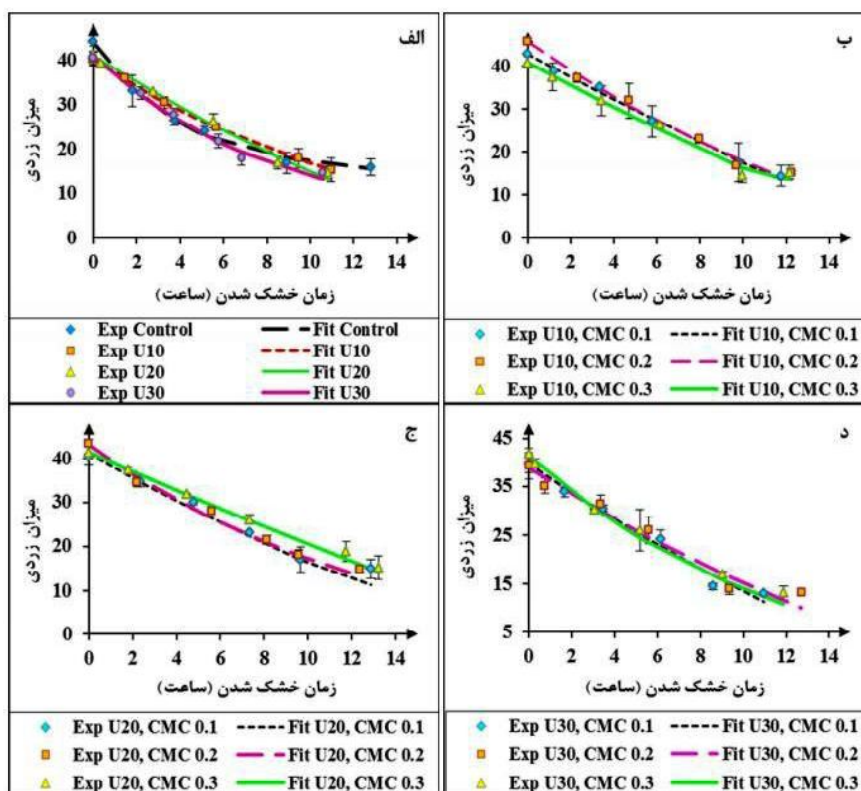 الف
میزان زردی
40
30
20
10
0
0 2 4 6 8 10 12 14
زمان خشک شدن (ساعت)
Exp Control Fit Control
Exp U10 Fit U10
Exp U20 Fit U20
Exp U30 Fit U30
ب
میزان زردی
40
30
20
10
0
0 2 4 6 8 10 12 14
زمان خشک شدن (ساعت)
Exp U10, CMC 0.1 Fit U10, CMC 0.1
Exp U10, CMC 0.2 Fit U10, CMC 0.2
Exp U10, CMC 0.3 Fit U10, CMC 0.3
ج
میزان زردی
40
30
20
10
0
0 2 4 6 8 10 12 14
زمان خشک شدن (ساعت)
Exp U20, CMC 0.1 Fit U20, CMC 0.1
Exp U20, CMC 0.2 Fit U20, CMC 0.2
Exp U20, CMC 0.3 Fit U20, CMC 0.3
د
میزان زردی
45
35
25
15
5
0 2 4 6 8 10 12 14
زمان خشک شدن (ساعت)
Exp U30, CMC 0.1 Fit U30, CMC 0.1
Exp U30, CMC 0.2 Fit U30, CMC 0.2
Exp U30, CMC 0.3 Fit U30, CMC 0.3